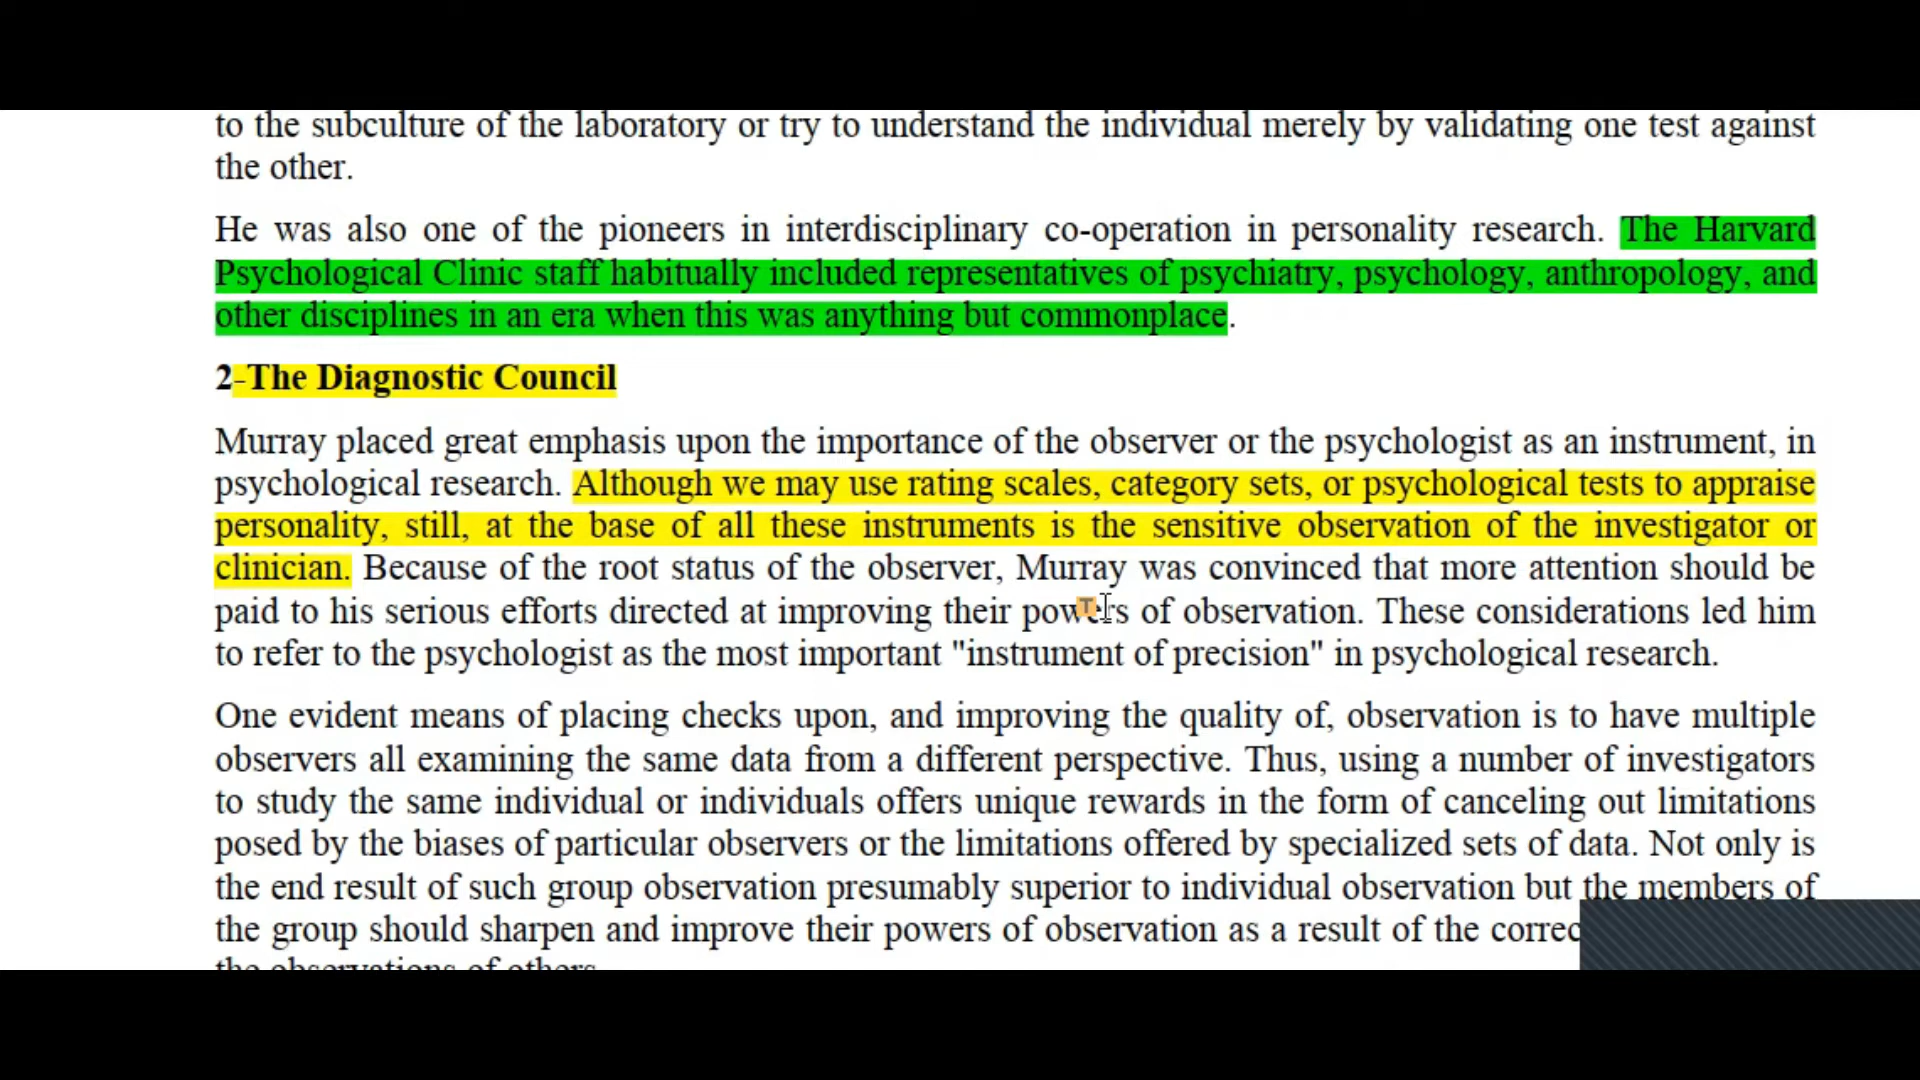 to the subculture of the laboratory or try to understand the individual merely by validating one test against
the other.
He was also one of the pioneers in interdisciplinary co-operation in personality research. The Harvard
Psychological Clinic staff habitually included representatives of psychiatry, psychology, anthropology, and
other disciplines in an era when this was anything but commonplace.
2-The Diagnostic Council
Murray placed great emphasis upon the importance of the observer or the psychologist as an instrument, in
psychological research. Although we may use rating scales, category sets, or psychological tests to appraise
personality, still, at the base of all these instruments is the sensitive observation of the investigator or
clinician. Because of the root status of the observer, Murray was convinced that more attention should be
paid to his serious efforts directed at improving their powers of observation. These considerations led him
to refer to the psychologist as the most important "instrument of precision" in psychological research.
One evident means of placing checks upon, and improving the quality of, observation is to have multiple
observers all examining the same data from a different perspective. Thus, using a number of investigators
to study the same individual or individuals offers unique rewards in the form of canceling out limitations
posed by the biases of particular observers or the limitations offered by specialized sets of data. Not only is
the end result of such group observation presumably superior to individual observation but the members of
the group should sharpen and improve their powers of observation as a result of the correc
the observations of others.